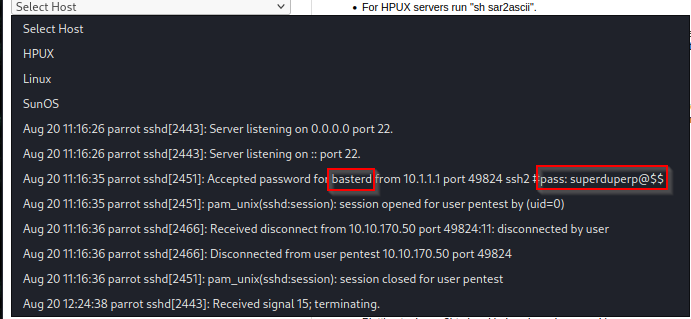 Select Host
• For HPUX servers run "sh sar2ascii".
Select Host
HPUX
Linux
SunOS
Aug 20 11:16:26 parrot sshd[2443]: Server listening on 0.0.0.0 port 22.
Aug 20 11:16:26 parrot sshd[2443]: Server listening on :: port 22.
Aug 20 11:16:35 parrot sshd[2451]: Accepted password for basterd from 10.1.1.1 port 49824 ssh2 #pass: superduperp@$$
Aug 20 11:16:35 parrot sshd[2451]: pam_unix(sshd:session): session opened for user pentest by (uid=0)
Aug 20 11:16:36 parrot sshd[2466]: Received disconnect from 10.10.170.50 port 49824:11: disconnected by user
Aug 20 11:16:36 parrot sshd[2466]: Disconnected from user pentest 10.10.170.50 port 49824
Aug 20 11:16:36 parrot sshd[2451]: pam_unix(sshd:session): session closed for user pentest
Aug 20 12:24:38 parrot sshd[2443]: Received signal 15; terminating.